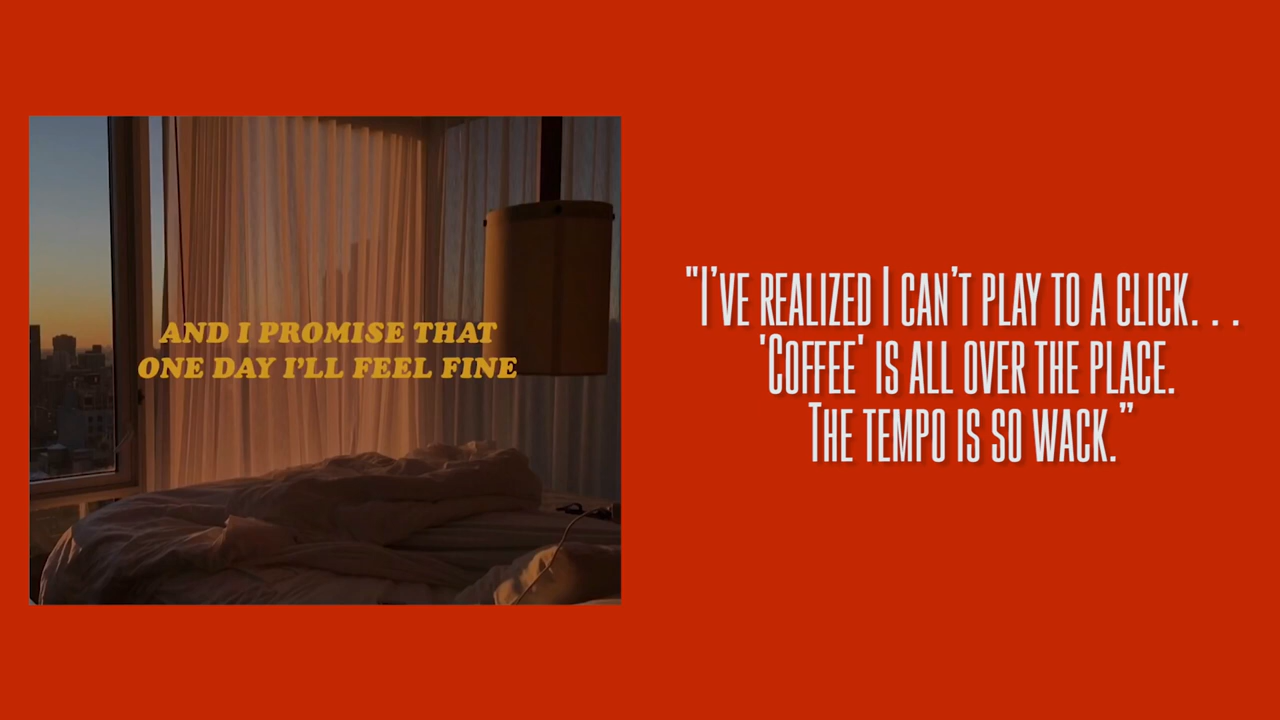 AND I PROMISE THAT
ONE DAY I'LL FEEL FINE
"I've realized I can't play to a click. . .
'Coffee' is all over the place.
The tempo is so wack.”